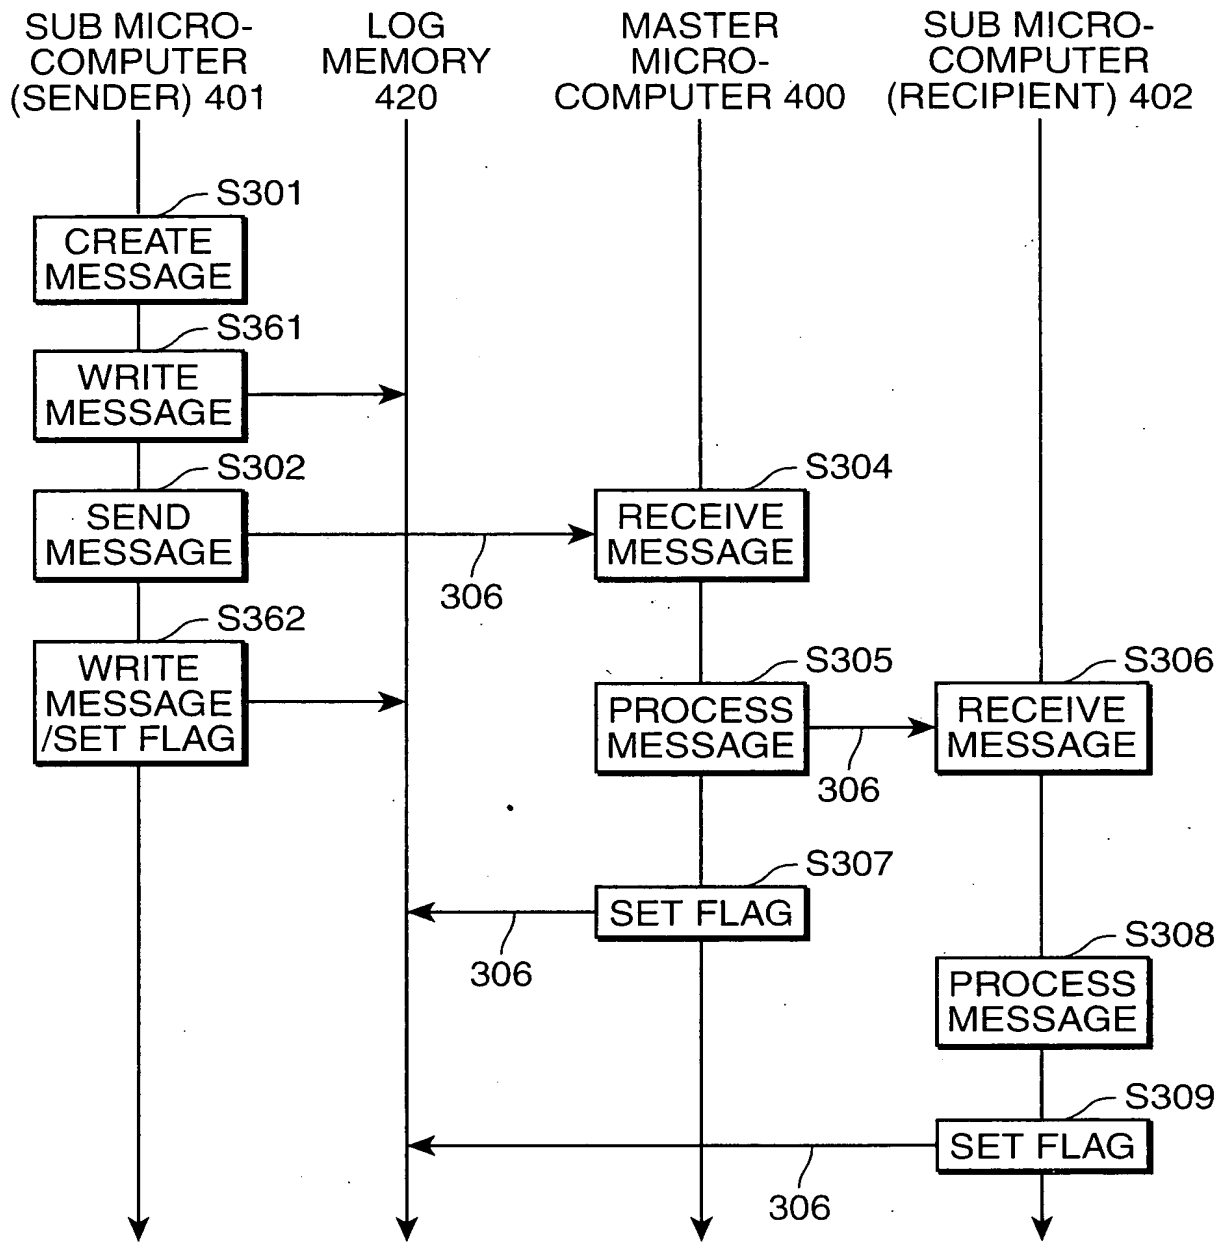 SUB MICRO-
COMPUTER
(SENDER) 401
LOG
MEMORY
420
MASTER
MICRO-
COMPUTER 400
SUB MICRO-
COMPUTER
(RECIPIENT) 402
S301
CREATE
MESSAGE
S361
WRITE
MESSAGE
S302
SEND
MESSAGE
306
S304
RECEIVE
MESSAGE
S362
WRITE
MESSAGE
/SET FLAG
S305
PROCESS
MESSAGE
306
S306
RECEIVE
MESSAGE
S307
SET FLAG
306
S308
PROCESS
MESSAGE
S309
SET FLAG
306